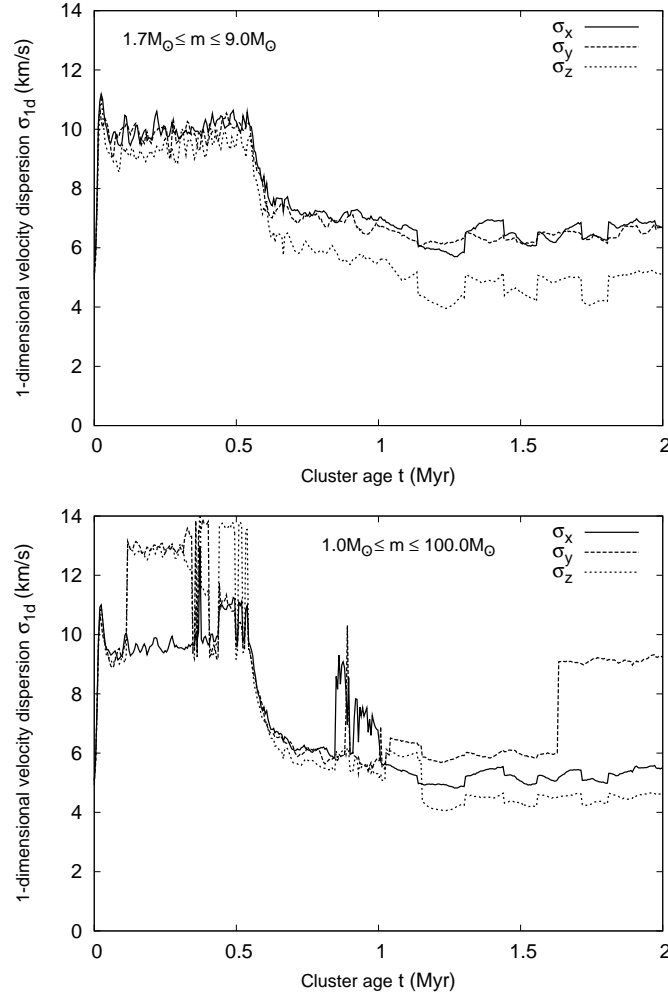 14
12
10
8
6
4
2
0
1-dimensional velocity dispersion σ1d (km/s)
1.7M⊙ ≤ m ≤ 9.0M⊙
σx
σy
σz
0 0.5 1 1.5 2
Cluster age t (Myr)
14
12
10
8
6
4
2
0
1-dimensional velocity dispersion σ1d (km/s)
1.0M⊙ ≤ m ≤ 100.0M⊙
σx
σy
σz
0 0.5 1 1.5 2
Cluster age t (Myr)